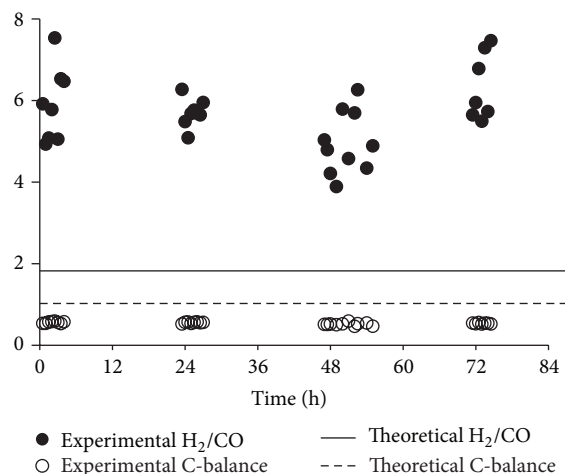 8
6
4
2
0
0 12 24 36 48 60 72 84
Time (h)
Experimental H₂/CO Theoretical H₂/CO
Experimental C-balance Theoretical C-balance